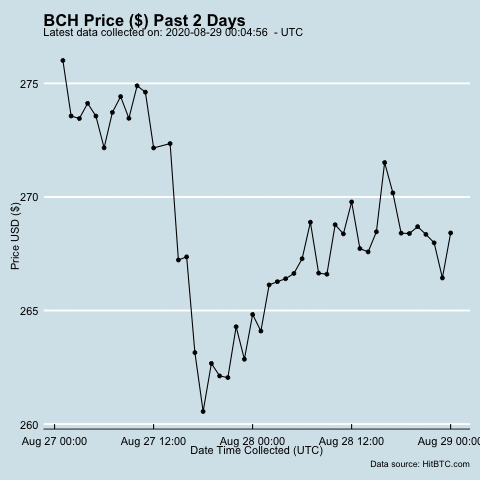 BCH Price ($) Past 2 Days
Latest data collected on: 2020-08-29 00:04:56 - UTC
275
270
265
260
Price USD ($)
Aug 27 00:00 Aug 27 12:00 Aug 28 00:00 Aug 28 12:00 Aug 29 00:00
Date Time Collected (UTC)
Data source: HitBTC.com